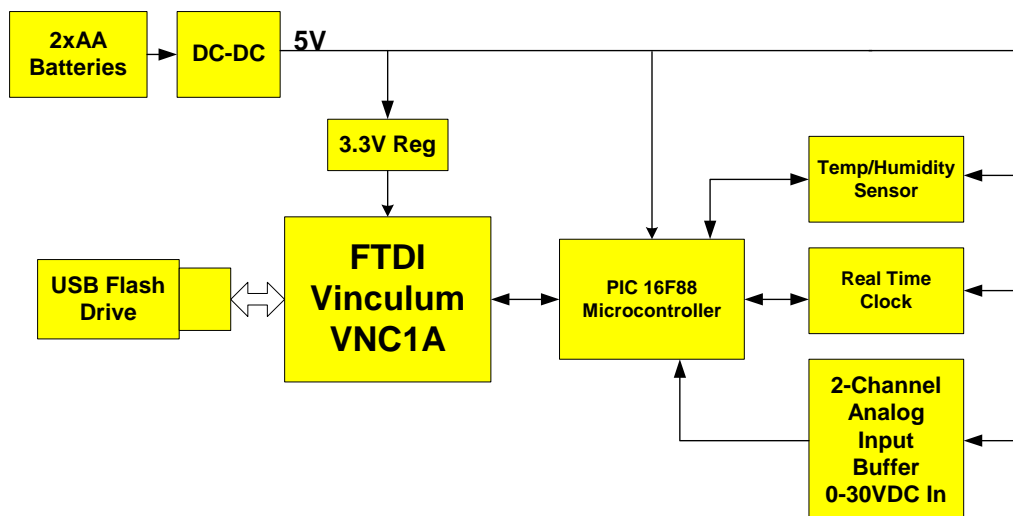 2xAA
Batteries
DC-DC
5V
3.3V Reg
Temp/Humidity
Sensor
FTDI
Vinculum
VNC1A
USB Flash
Drive
PIC 16F88
Microcontroller
Real Time
Clock
2-Channel
Analog
Input
Buffer
0-30VDC In